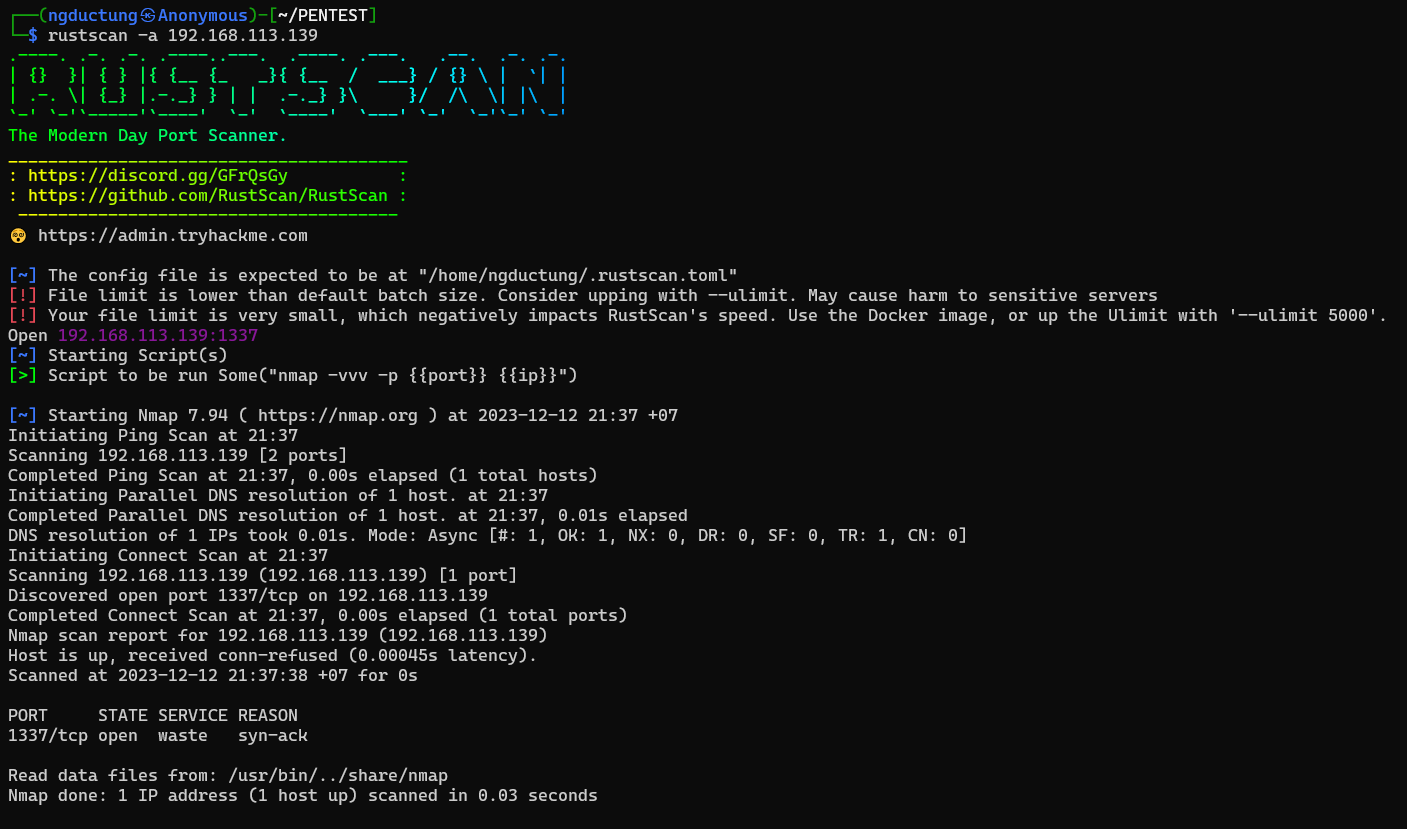 ┌──(ngductung㉿Anonymous)-[~/PENTEST]
└─$ rustscan -a 192.168.113.139
.----. .-. .-. .----..---.  .----. .---.   .--.  .-. .-.
| {}  }| { } |{ {__ {_   _}{ {__  /  ___} / {} \ |  `| |
| .-. \| {_} |.-._} } | |  .-._} }\     }/  /\  \| |\  |
`-' `-'`-----'`----'  `-'  `----'  `---' `-'  `-'`-' `-'
The Modern Day Port Scanner.
________________________________________
: https://discord.gg/GFrQsGy           :
: https://github.com/RustScan/RustScan :
 --------------------------------------
😵 https://admin.tryhackme.com
[~] The config file is expected to be at "/home/ngductung/.rustscan.toml"
[!] File limit is lower than default batch size. Consider upping with --ulimit. May cause harm to sensitive servers
[!] Your file limit is very small, which negatively impacts RustScan's speed. Use the Docker image, or up the Ulimit with '--ulimit 5000'.
Open 192.168.113.139:1337
[~] Starting Script(s)
[>] Script to be run Some("nmap -vvv -p {{port}} {{ip}}")
[~] Starting Nmap 7.94 ( https://nmap.org ) at 2023-12-12 21:37 +07
Initiating Ping Scan at 21:37
Scanning 192.168.113.139 [2 ports]
Completed Ping Scan at 21:37, 0.00s elapsed (1 total hosts)
Initiating Parallel DNS resolution of 1 host. at 21:37
Completed Parallel DNS resolution of 1 host. at 21:37, 0.01s elapsed
DNS resolution of 1 IPs took 0.01s. Mode: Async [#: 1, OK: 1, NX: 0, DR: 0, SF: 0, TR: 1, CN: 0]
Initiating Connect Scan at 21:37
Scanning 192.168.113.139 (192.168.113.139) [1 port]
Discovered open port 1337/tcp on 192.168.113.139
Completed Connect Scan at 21:37, 0.00s elapsed (1 total ports)
Nmap scan report for 192.168.113.139 (192.168.113.139)
Host is up, received conn-refused (0.00045s latency).
Scanned at 2023-12-12 21:37:38 +07 for 0s
PORT     STATE SERVICE REASON
1337/tcp open  waste   syn-ack
Read data files from: /usr/bin/../share/nmap
Nmap done: 1 IP address (1 host up) scanned in 0.03 seconds